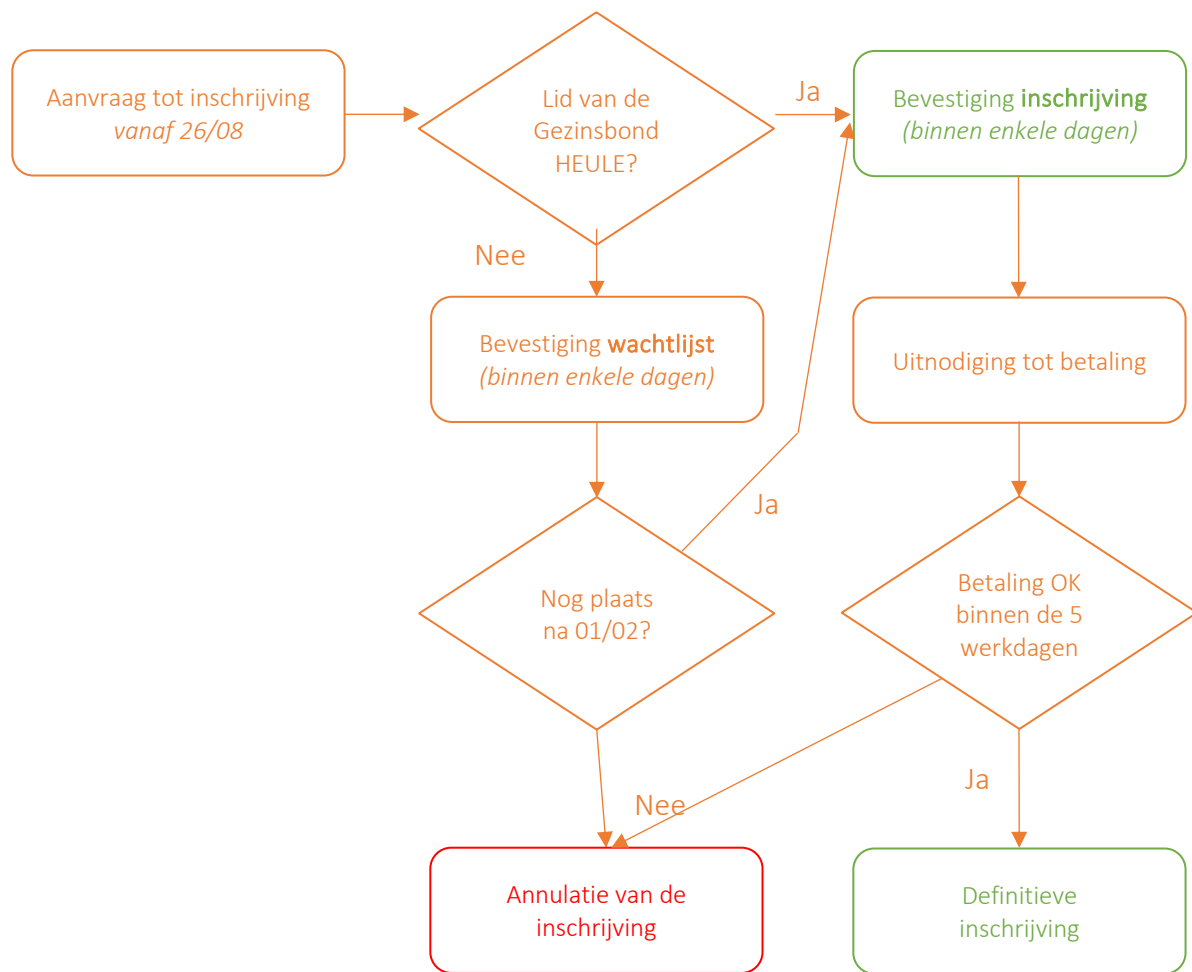 Aanvraag tot inschrijving
vanaf 26/08
Lid van de
Gezinsbond
HEULE?
Ja
Bevestiging inschrijving
(binnen enkele dagen)
Nee
Bevestiging wachtlijst
(binnen enkele dagen)
Uitnodiging tot betaling
Ja
Nog plaats
na 01/02?
Betaling OK
binnen de 5
werkdagen
Nee
Ja
Annulatie van de
inschrijving
Definitieve
inschrijving